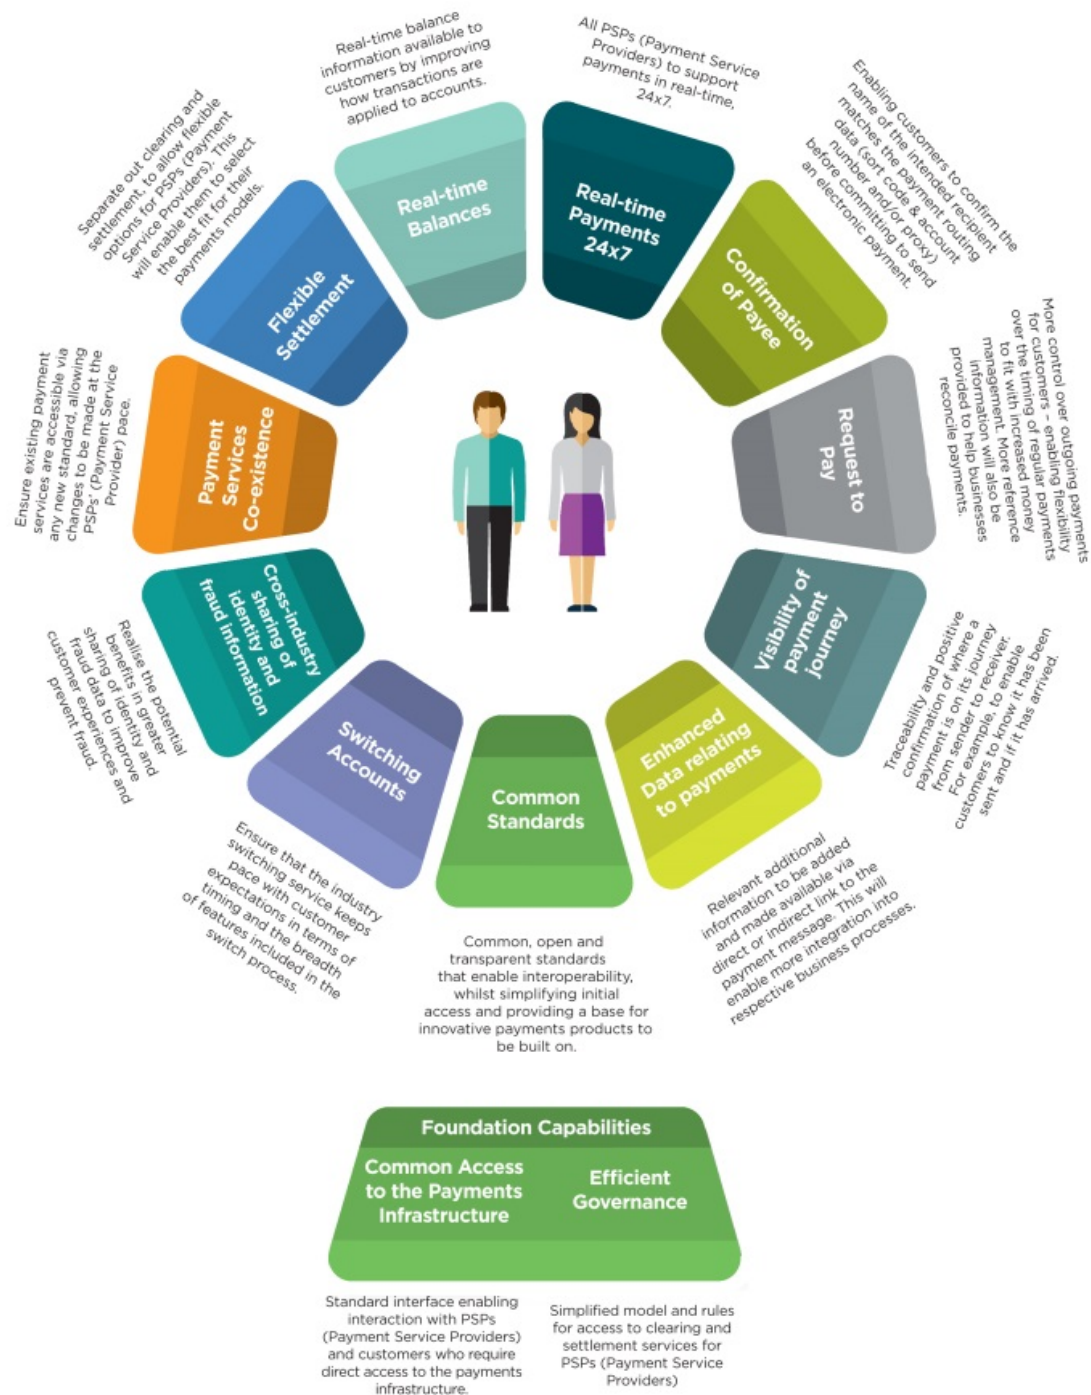 Real-time balance
information available to
customers by improving
how transactions are
applied to accounts.
Real-time
Balances
All PSPs (Payment Service
Providers) to support
payments in real-time,
24x7.
Real-time
Payments
24x7
Enabling customers to confirm the
name of the intended recipient
matches the payment routing
data (sort code & account
number and/or proxy)
before committing to send
an electronic payment.
Confirmation
of Payee
More control over outgoing payments
for customers – enabling flexibility
over the timing of regular payments
to fit with increased money
management. More reference
information will also be
provided to help businesses
reconcile payments.
Request to
Pay
Visibility of
payment
journey
Traceability and positive
confirmation of where a
payment is on its journey
from sender to receiver.
For example, to enable
customers to know it has been
sent and if it has arrived.
Enhanced
Data relating
to payments
Relevant additional
information to be added
and made available via
direct or indirect link to the
payment message. This will
enable more integration into
respective business processes.
Common
Standards
Common, open and
transparent standards
that enable interoperability,
whilst simplifying initial
access and providing a base for
innovative payments products to
be built on.
Switching
Accounts
Ensure that the industry
switching service keeps
pace with customer
expectations in terms of
timing and the breadth
of features included in the
switch process.
Cross-industry
sharing of
identity and
fraud information
Realise the potential
benefits in greater
sharing of identity and
fraud data to improve
customer experiences and
prevent fraud.
Payment
Services
Co-existence
Ensure existing payment
services are accessible via
any new standard, allowing
changes to be made at the
PSPs' (Payment Service
Provider) pace.
Flexible
Settlement
Separate out clearing and
settlement, to allow flexible
options for PSPs (Payment
Service Providers). This
will enable them to select
the best fit for their
payments models.
Foundation Capabilities
Common Access
to the Payments
Infrastructure
Efficient
Governance
Standard interface enabling
interaction with PSPs
(Payment Service Providers)
and customers who require
direct access to the payments
infrastructure.
Simplified model and rules
for access to clearing and
settlement services for
PSPs (Payment Service
Providers)